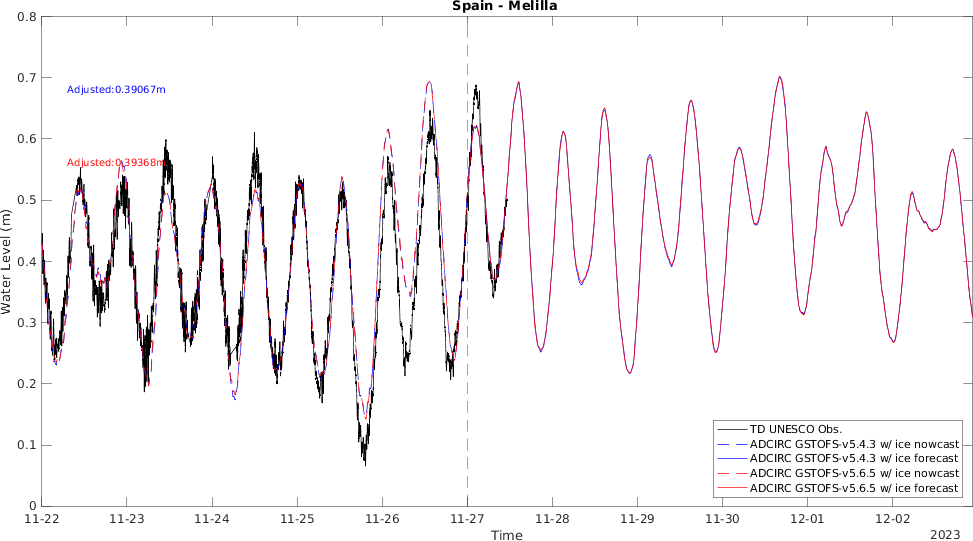 Spain - Melilla
0.8
0.7
0.6
0.5
0.4
0.3
0.2
0.1
0
Water Level (m)
Adjusted:0.39067m
Adjusted:0.39368m
TD UNESCO Obs.
ADCIRC GSTOFS-v5.4.3 w/ ice nowcast
ADCIRC GSTOFS-v5.4.3 w/ ice forecast
ADCIRC GSTOFS-v5.6.5 w/ ice nowcast
ADCIRC GSTOFS-v5.6.5 w/ ice forecast
11-22 11-23 11-24 11-25 11-26 11-27 11-28 11-29 11-30 12-01 12-02
Time
2023